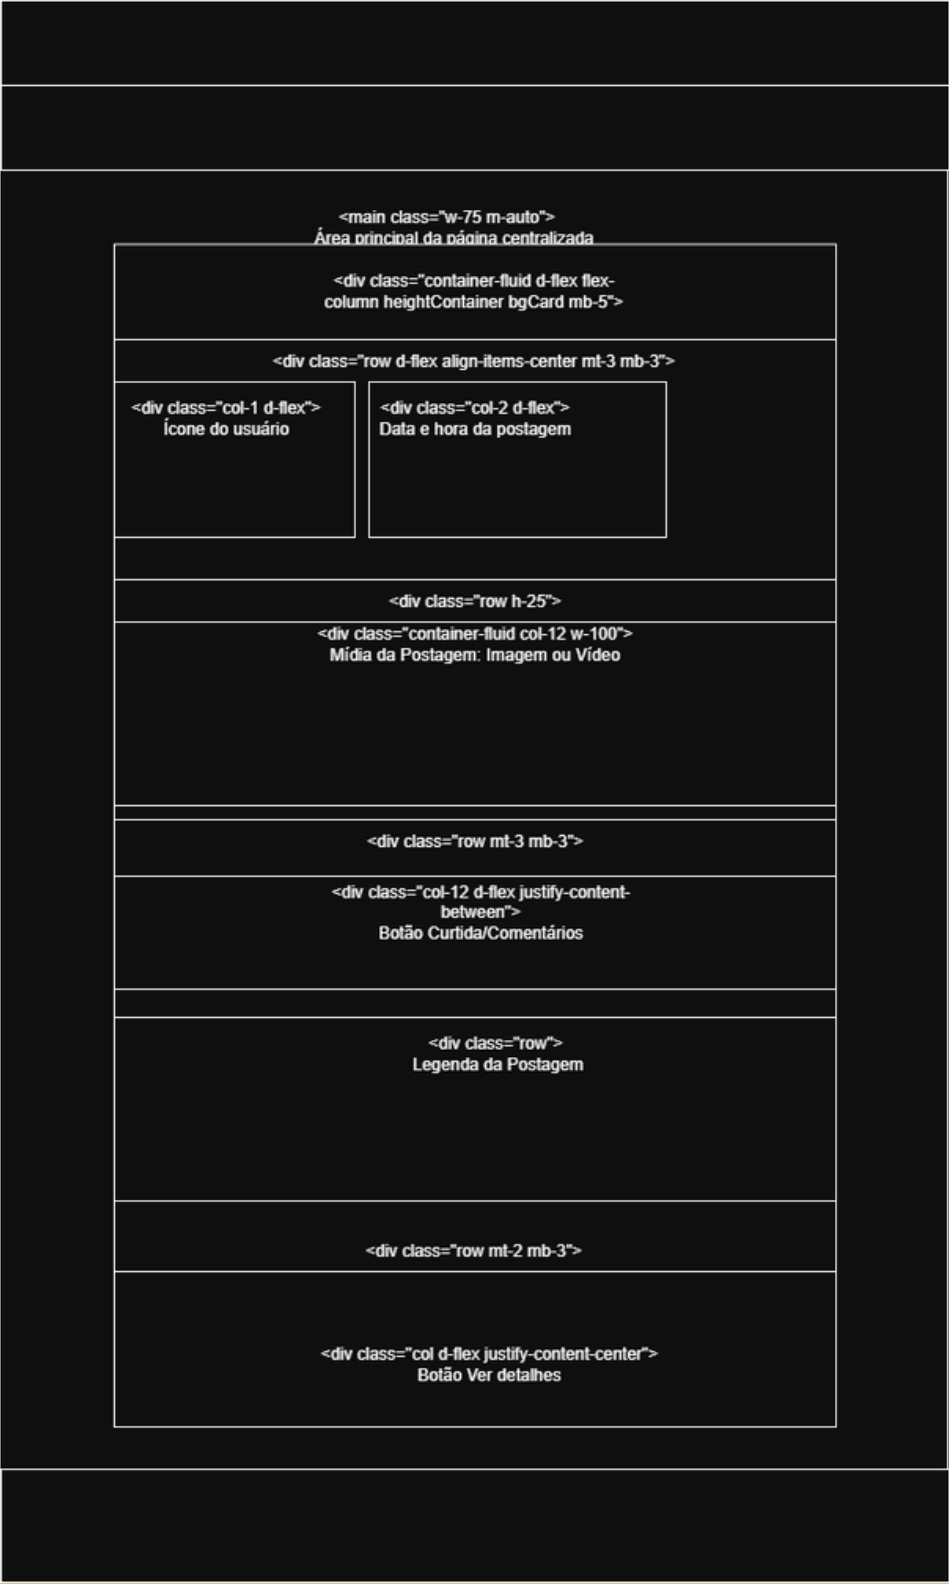 <main class="w-75 m-auto">
Área principal da página centralizada
<div class="container-fluid d-flex flex-
column heightContainer bgCard mb-5">
<div class="row d-flex align-items-center mt-3 mb-3">
<div class="col-1 d-flex">
Ícone do usuário
<div class="col-2 d-flex">
Data e hora da postagem
<div class="row h-25">
<div class="container-fluid col-12 w-100">
Mídia da Postagem: Imagem ou Vídeo
<div class="row mt-3 mb-3">
<div class="col-12 d-flex justify-content-
between">
Botão Curtida/Comentários
<div class="row">
Legenda da Postagem
<div class="row mt-2 mb-3">
<div class="col d-flex justify-content-center">
Botão Ver detalhes